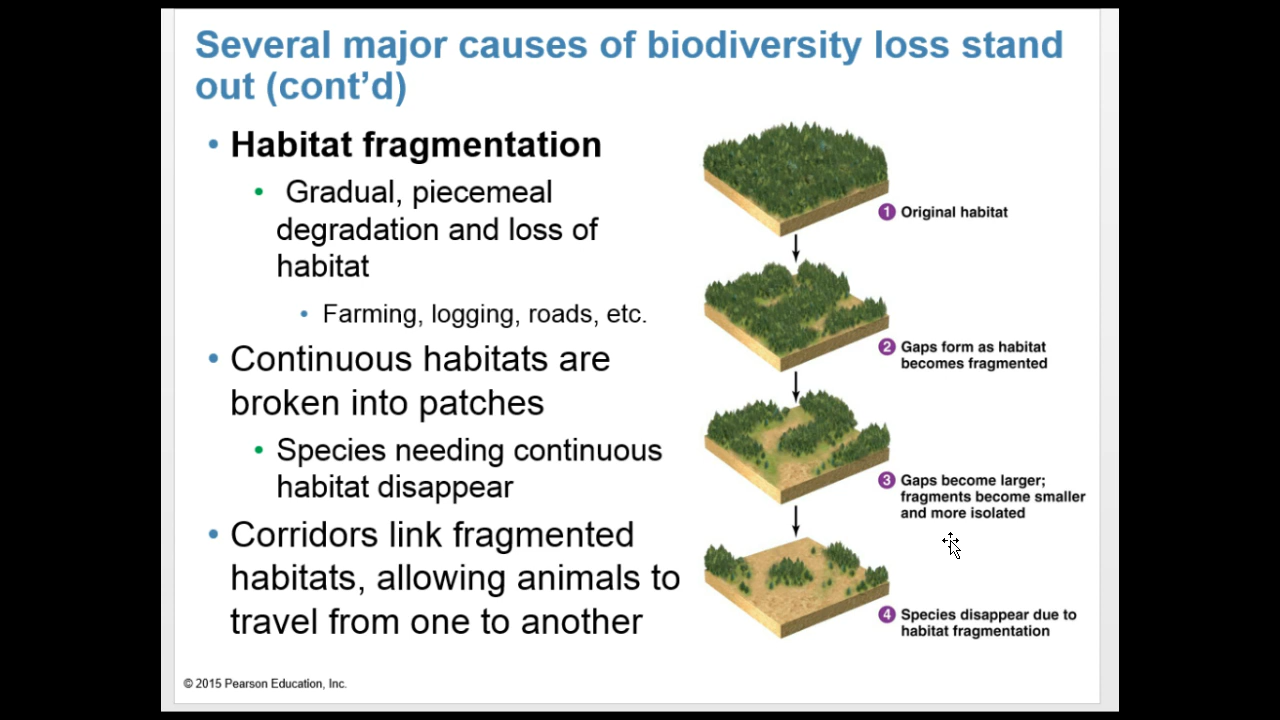 Several major causes of biodiversity loss stand
out (cont’d)
• Habitat fragmentation
• Gradual, piecemeal
degradation and loss of
habitat
• Farming, logging, roads, etc.
• Continuous habitats are
broken into patches
• Species needing continuous
habitat disappear
• Corridors link fragmented
habitats, allowing animals to
travel from one to another
1 Original habitat
2 Gaps form as habitat
becomes fragmented
3 Gaps become larger;
fragments become smaller
and more isolated
4 Species disappear due to
habitat fragmentation
© 2015 Pearson Education, Inc.